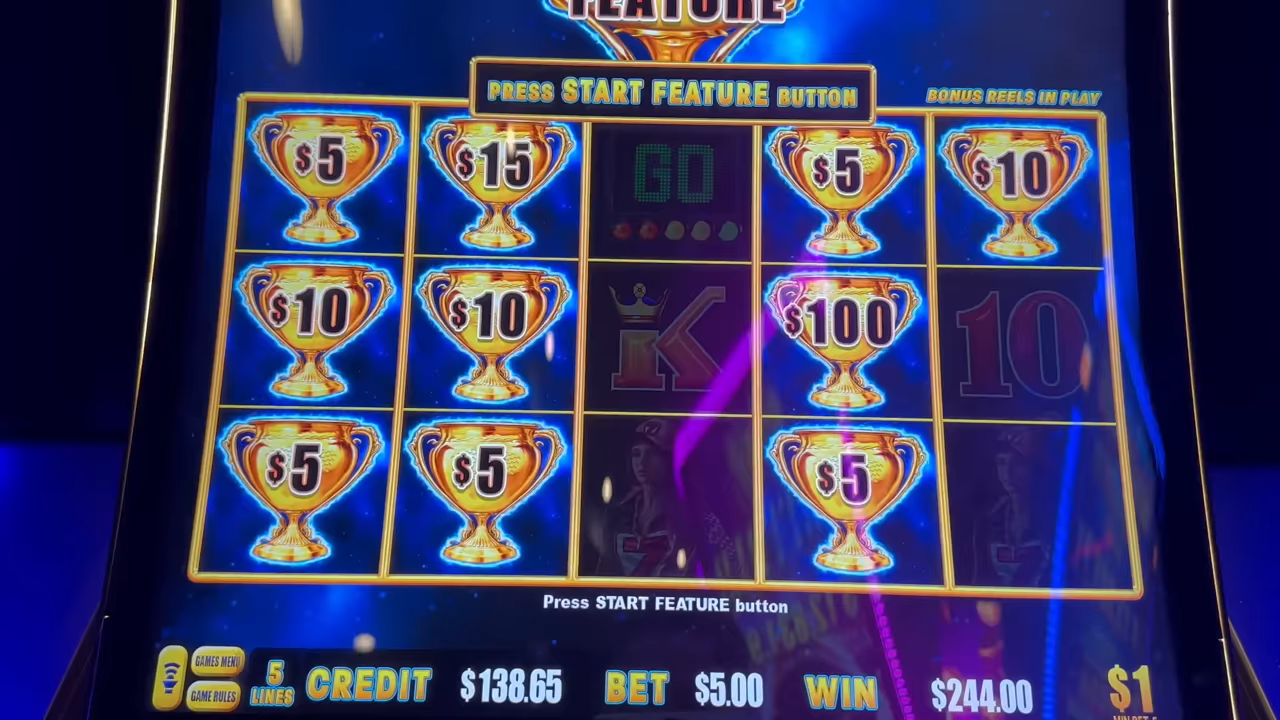 FEATURE
PRESS START FEATURE BUTTON
BONUS REELS IN PLAY
$5 $15 GO $5 $10
$10 $10 K $100 10
$5 $5 $5
Press START FEATURE button
GAMES MENU
GAME RULES
5 LINES
CREDIT $138.65 BET $5.00 WIN $244.00 $1